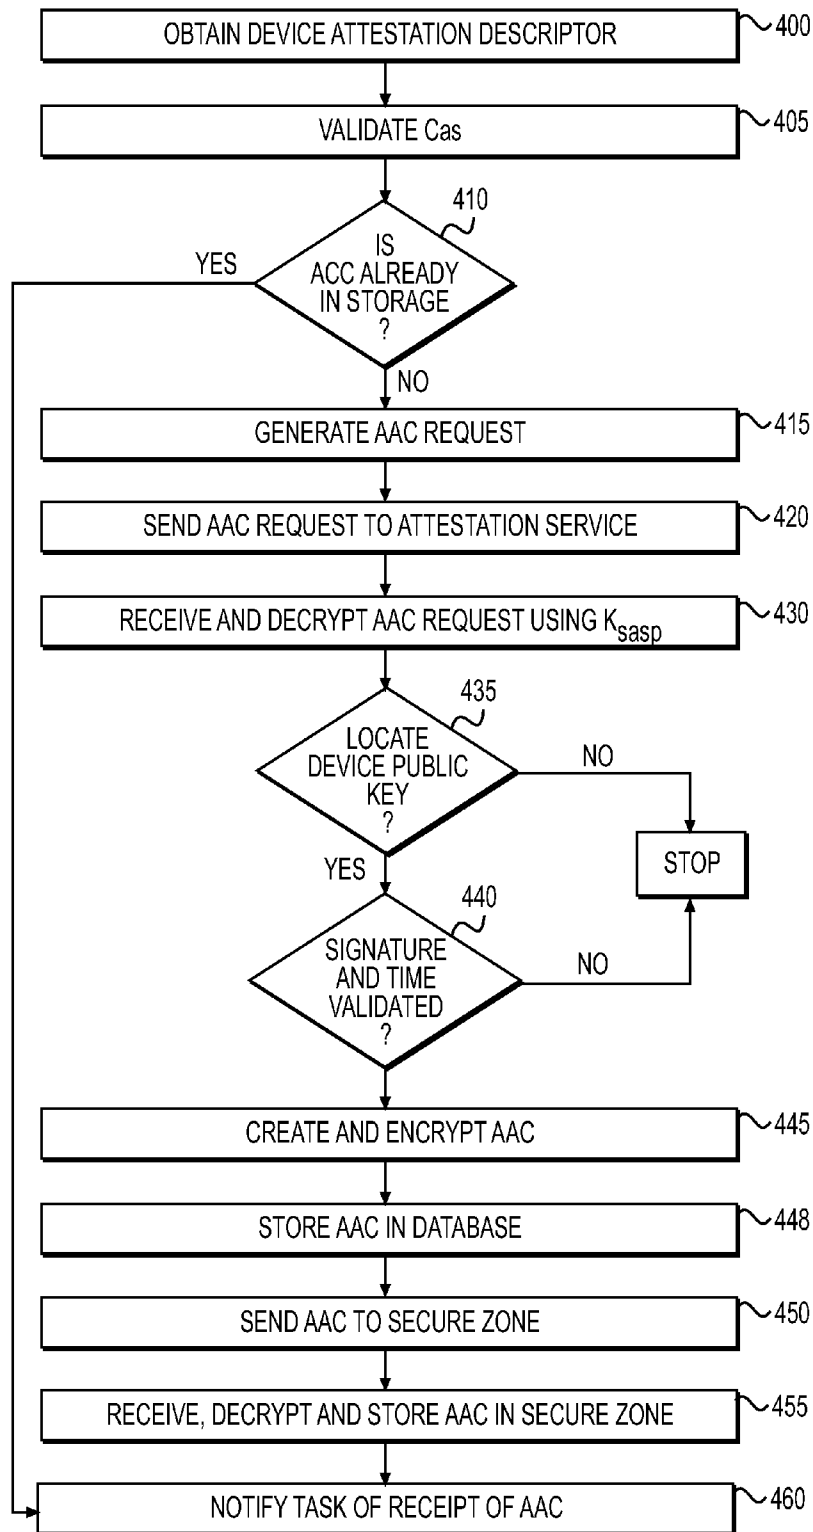 OBTAIN DEVICE ATTESTATION DESCRIPTOR
400
VALIDATE Cas
405
410
IS
ACC ALREADY
IN STORAGE
?
YES
NO
GENERATE AAC REQUEST
415
SEND AAC REQUEST TO ATTESTATION SERVICE
420
RECEIVE AND DECRYPT AAC REQUEST USING Ksasp
430
435
LOCATE
DEVICE PUBLIC
KEY
?
NO
YES
STOP
440
SIGNATURE
AND TIME
VALIDATED
?
NO
CREATE AND ENCRYPT AAC
445
STORE AAC IN DATABASE
448
SEND AAC TO SECURE ZONE
450
RECEIVE, DECRYPT AND STORE AAC IN SECURE ZONE
455
NOTIFY TASK OF RECEIPT OF AAC
460